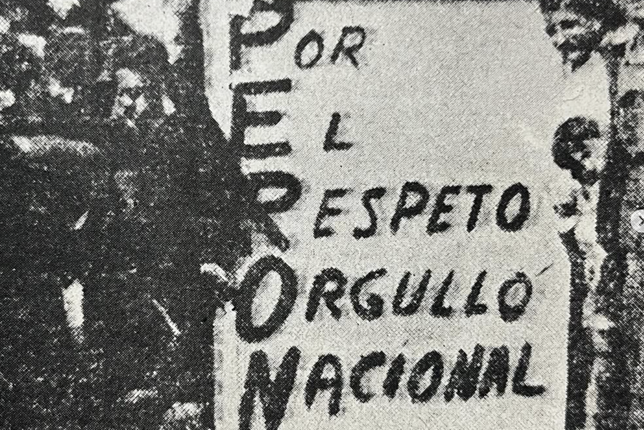 POR
EL
RESPETO
ORGULLO
NACIONAL